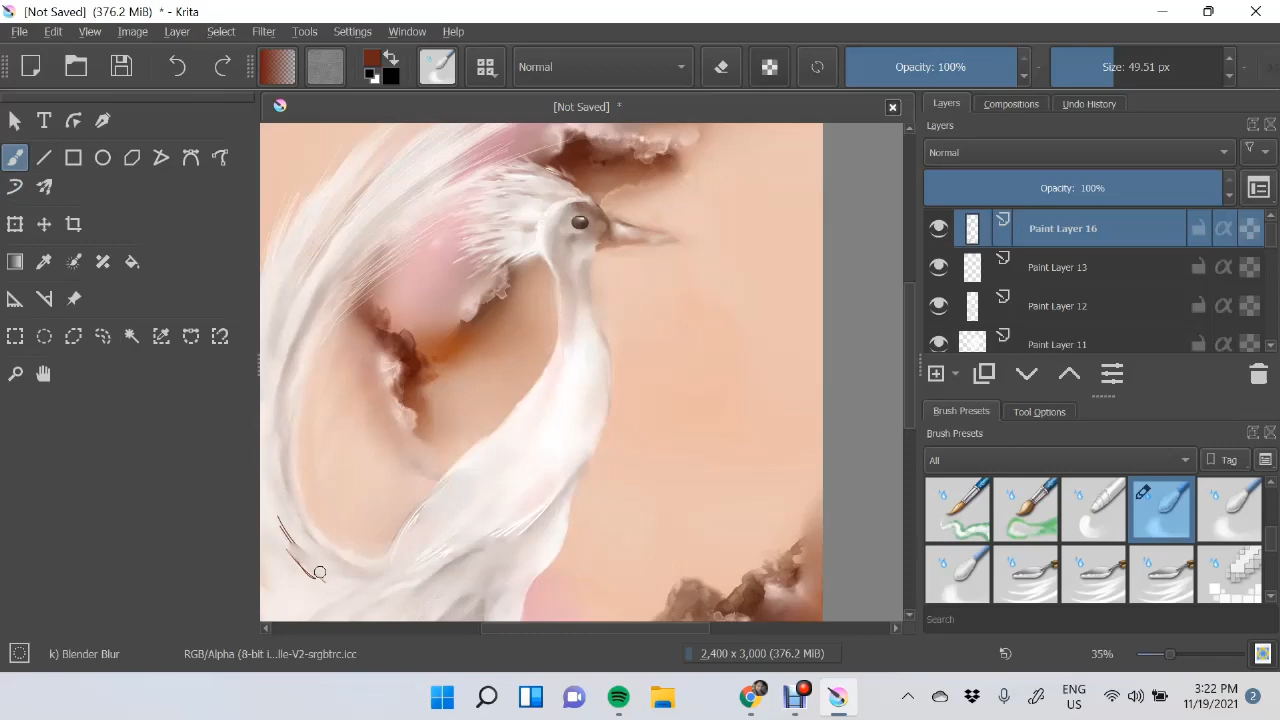 [Not Saved] (376.2 MiB) * - Krita
File Edit View Image Layer Select Filter Tools Settings Window Help
Normal
Opacity: 100%
Size: 49.51 px
[Not Saved] *
Layers Compositions Undo History
Layers
Normal
Opacity: 100%
Paint Layer 16
Paint Layer 13
Paint Layer 12
Paint Layer 11
Brush Presets Tool Options
Brush Presets
All
Tag
Search
k) Blender Blur
RGB/Alpha (8-bit i...lle-V2-srgbtrc.icc
2,400 x 3,000 (376.2 MiB)
35%
ENG
US
3:22 PM
11/19/2021
2